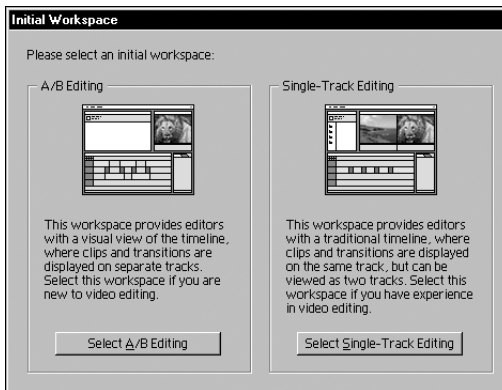 Initial Workspace
Please select an initial workspace:
A/B Editing
This workspace provides editors
with a visual view of the timeline,
where clips and transitions are
displayed on separate tracks.
Select this workspace if you are
new to video editing.
Select A/B Editing
Single-Track Editing
This workspace provides editors
with a traditional timeline, where
clips and transitions are displayed
on the same track, but can be
viewed as two tracks. Select this
workspace if you have experience
in video editing.
Select Single-Track Editing